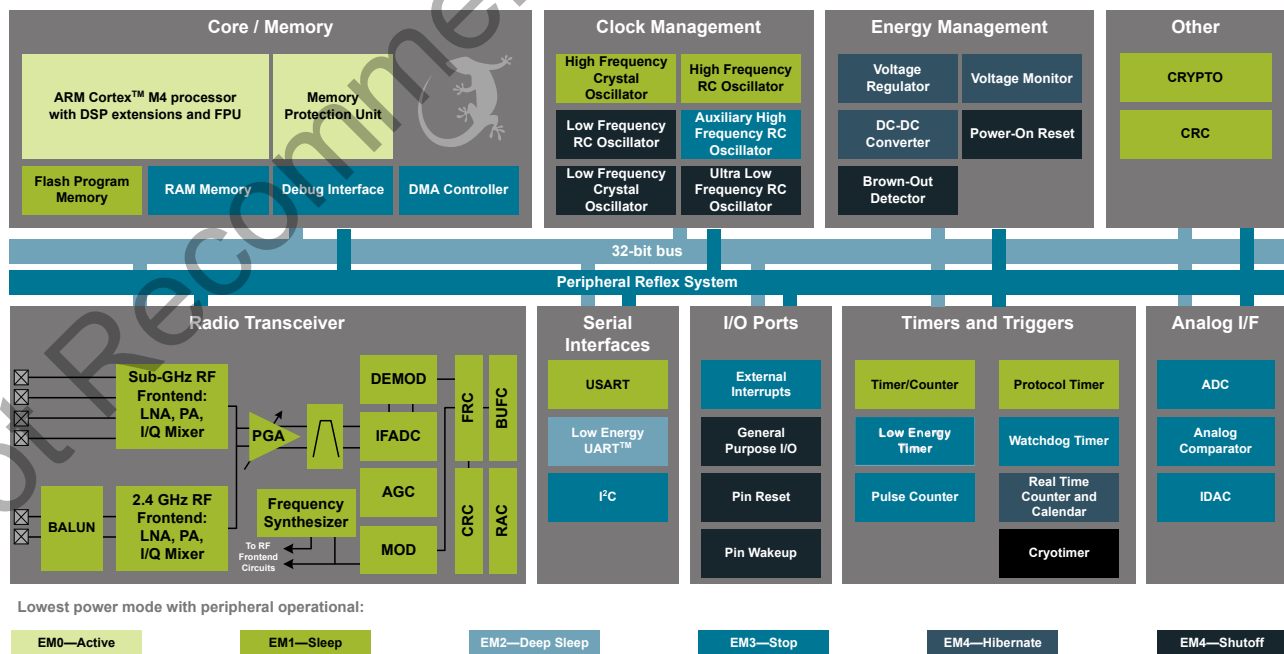 Not Recomme
Core / Memory
ARM Cortex™ M4 processor
with DSP extensions and FPU
Memory
Protection Unit
Flash Program
Memory
RAM Memory
Debug Interface
DMA Controller
Clock Management
High Frequency
Crystal
Oscillator
High Frequency
RC Oscillator
Low Frequency
RC Oscillator
Auxiliary High
Frequency RC
Oscillator
Low Frequency
Crystal
Oscillator
Ultra Low
Frequency RC
Oscillator
Energy Management
Voltage
Regulator
Voltage Monitor
DC-DC
Converter
Power-On Reset
Brown-Out
Detector
Other
CRYPTO
CRC
32-bit bus
Peripheral Reflex System
Radio Transceiver
Sub-GHz RF
Frontend:
LNA, PA,
I/Q Mixer
BALUN
2.4 GHz RF
Frontend:
LNA, PA,
I/Q Mixer
PGA
Frequency
Synthesizer
To RF
Frontend
Circuits
DEMOD
IFADC
AGC
MOD
FRC
BUFC
CRC
RAC
Serial
Interfaces
USART
Low Energy
UART™
I²C
I/O Ports
External
Interrupts
General
Purpose I/O
Pin Reset
Pin Wakeup
Timers and Triggers
Timer/Counter
Protocol Timer
Low Energy
Timer
Watchdog Timer
Pulse Counter
Real Time
Counter and
Calendar
Cryotimer
Analog I/F
ADC
Analog
Comparator
IDAC
Lowest power mode with peripheral operational:
EM0—Active
EM1—Sleep
EM2—Deep Sleep
EM3—Stop
EM4—Hibernate
EM4—Shutoff